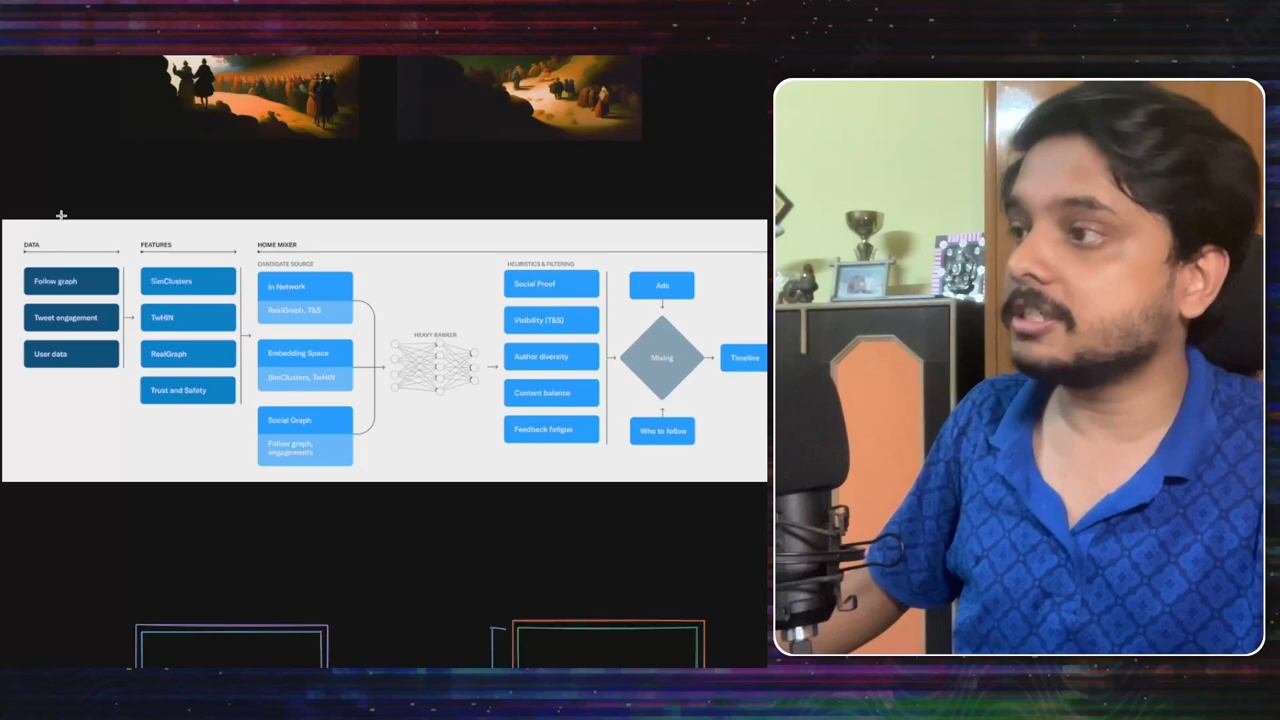 DATA
Follow graph
Tweet engagement
User data
FEATURES
SimClusters
TwHIN
RealGraph
Trust and Safety
HOME MIXER
CANDIDATE SOURCE
In Network
RealGraph, T&S
Embedding Space
SimClusters, TwHIN
Social Graph
Follow graph,
engagements
HEAVY RANKER
HEURISTICS & FILTERING
Social Proof
Visibility (T&S)
Author diversity
Content balance
Feedback fatigue
Ads
Mixing
Who to follow
Timeline